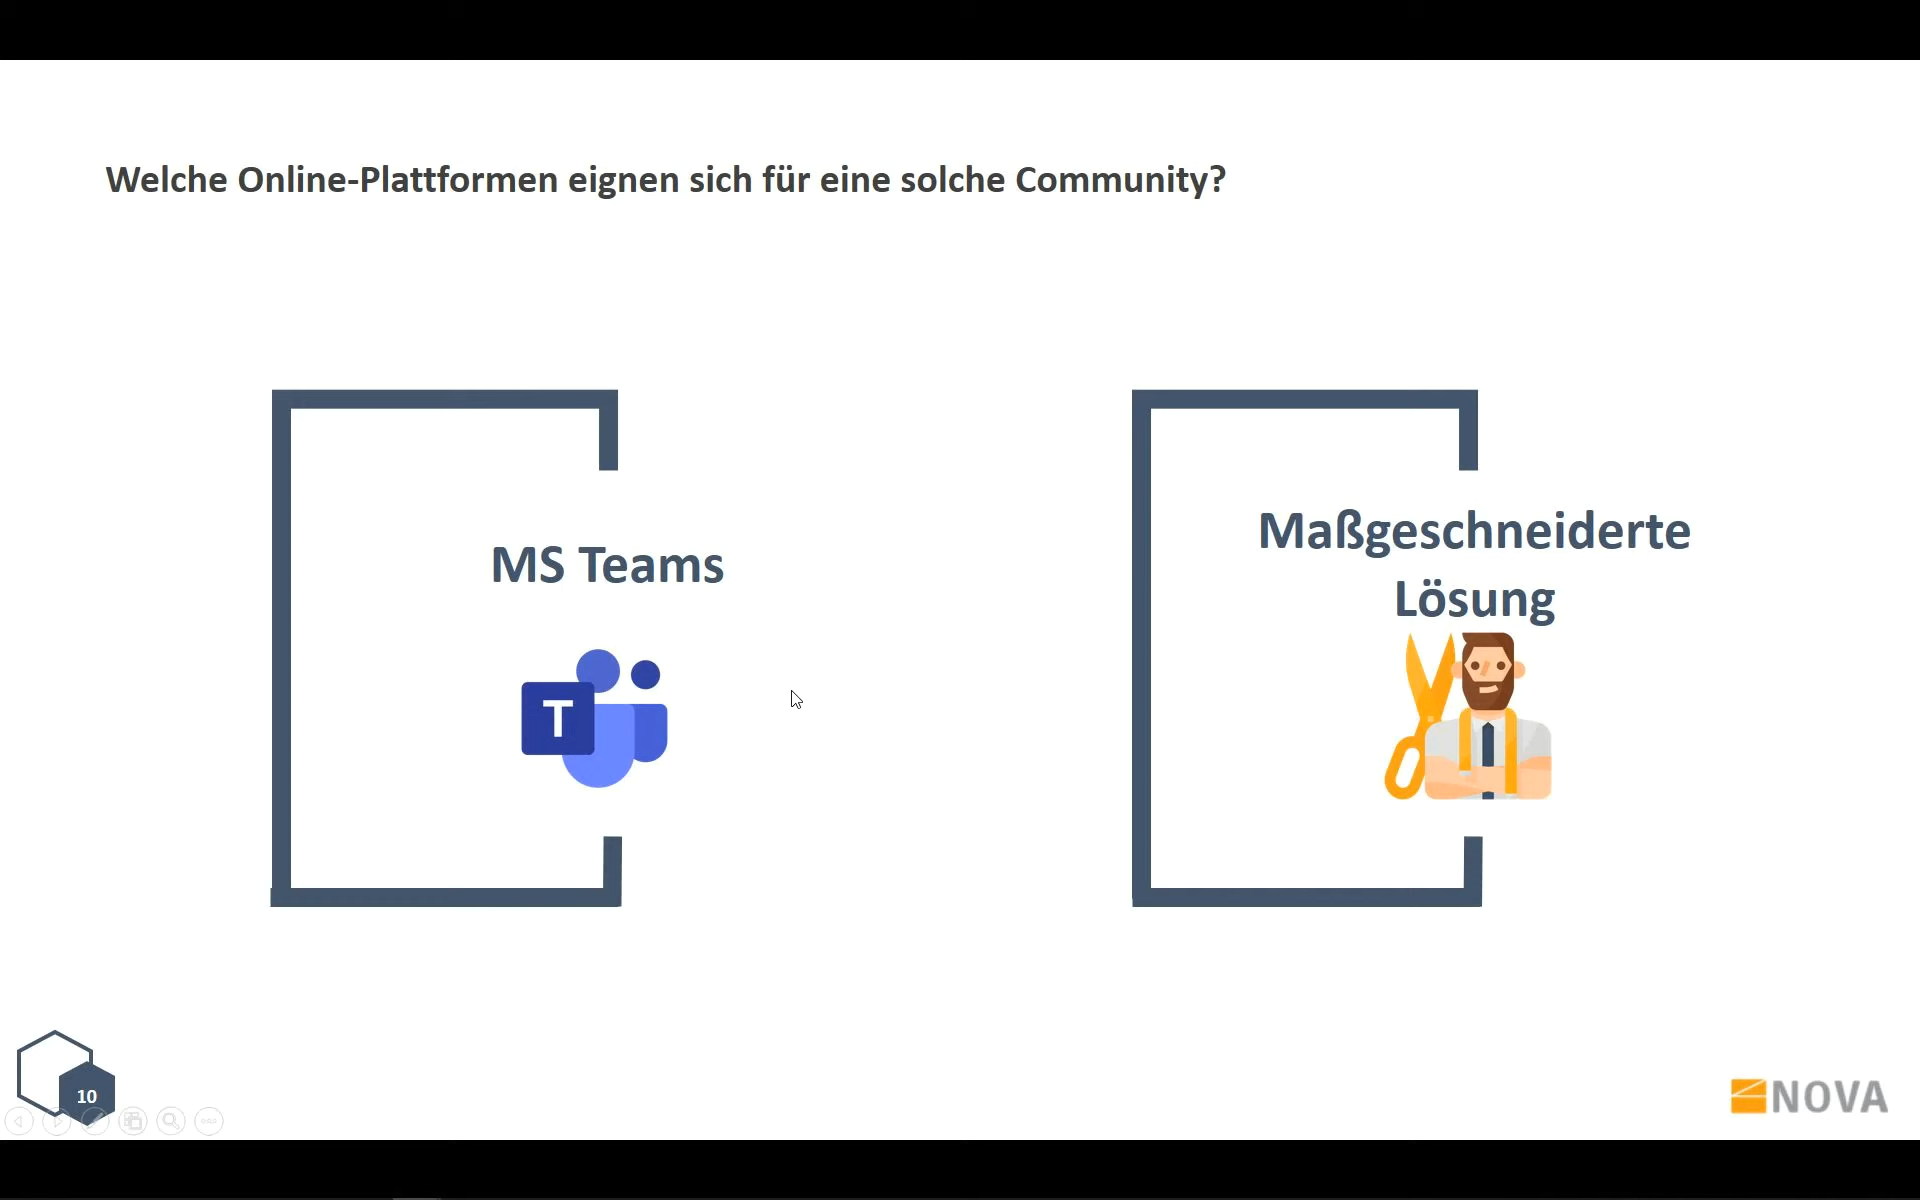 Welche Online-Plattformen eignen sich für eine solche Community?
MS Teams
T
Maßgeschneiderte
Lösung
10
NOVA